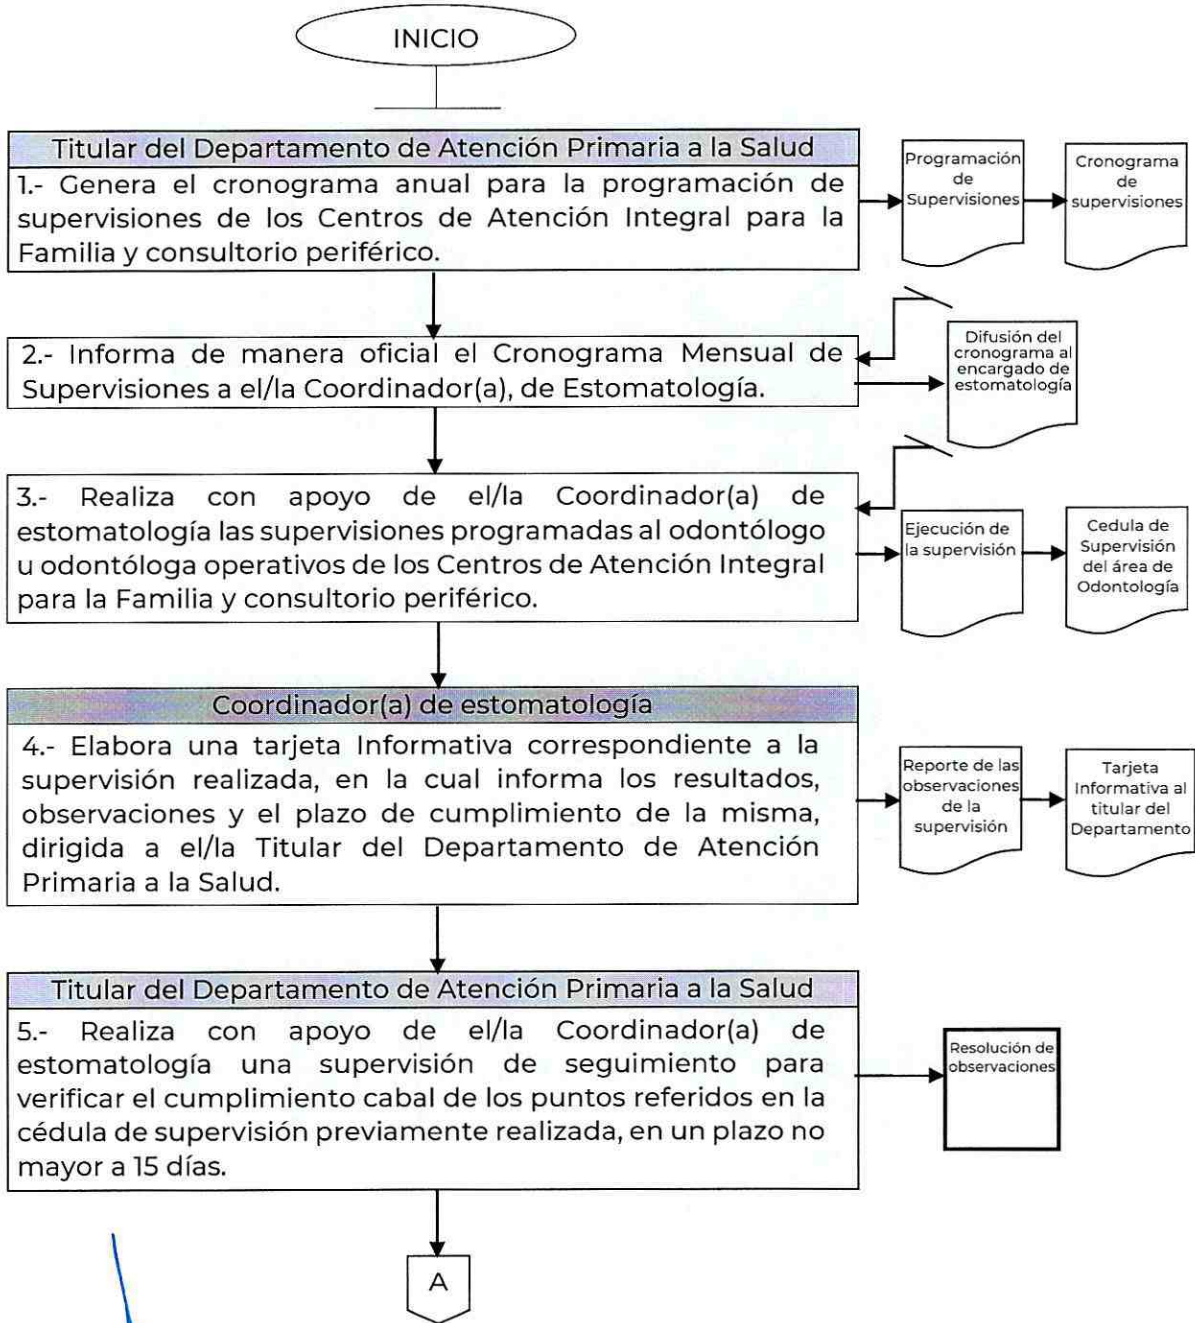 INICIO
Titular del Departamento de Atención Primaria a la Salud
1.- Genera el cronograma anual para la programación de
supervisiones de los Centros de Atención Integral para la
Familia y consultorio periférico.
Programación
de
Supervisiones
Cronograma
de
supervisiones
2.- Informa de manera oficial el Cronograma Mensual de
Supervisiones a el/la Coordinador(a), de Estomatología.
Difusión del
cronograma al
encargado de
estomatología
3.- Realiza con apoyo de el/la Coordinador(a) de
estomatología las supervisiones programadas al odontólogo
u odontóloga operativos de los Centros de Atención Integral
para la Familia y consultorio periférico.
Ejecución de
la supervisión
Cedula de
Supervisión
del área de
Odontología
Coordinador(a) de estomatología
4.- Elabora una tarjeta Informativa correspondiente a la
supervisión realizada, en la cual informa los resultados,
observaciones y el plazo de cumplimiento de la misma,
dirigida a el/la Titular del Departamento de Atención
Primaria a la Salud.
Reporte de las
observaciones
de la
supervisión
Tarjeta
Informativa al
titular del
Departamento
Titular del Departamento de Atención Primaria a la Salud
5.- Realiza con apoyo de el/la Coordinador(a) de
estomatología una supervisión de seguimiento para
verificar el cumplimiento cabal de los puntos referidos en la
cédula de supervisión previamente realizada, en un plazo no
mayor a 15 días.
Resolución de
observaciones
A